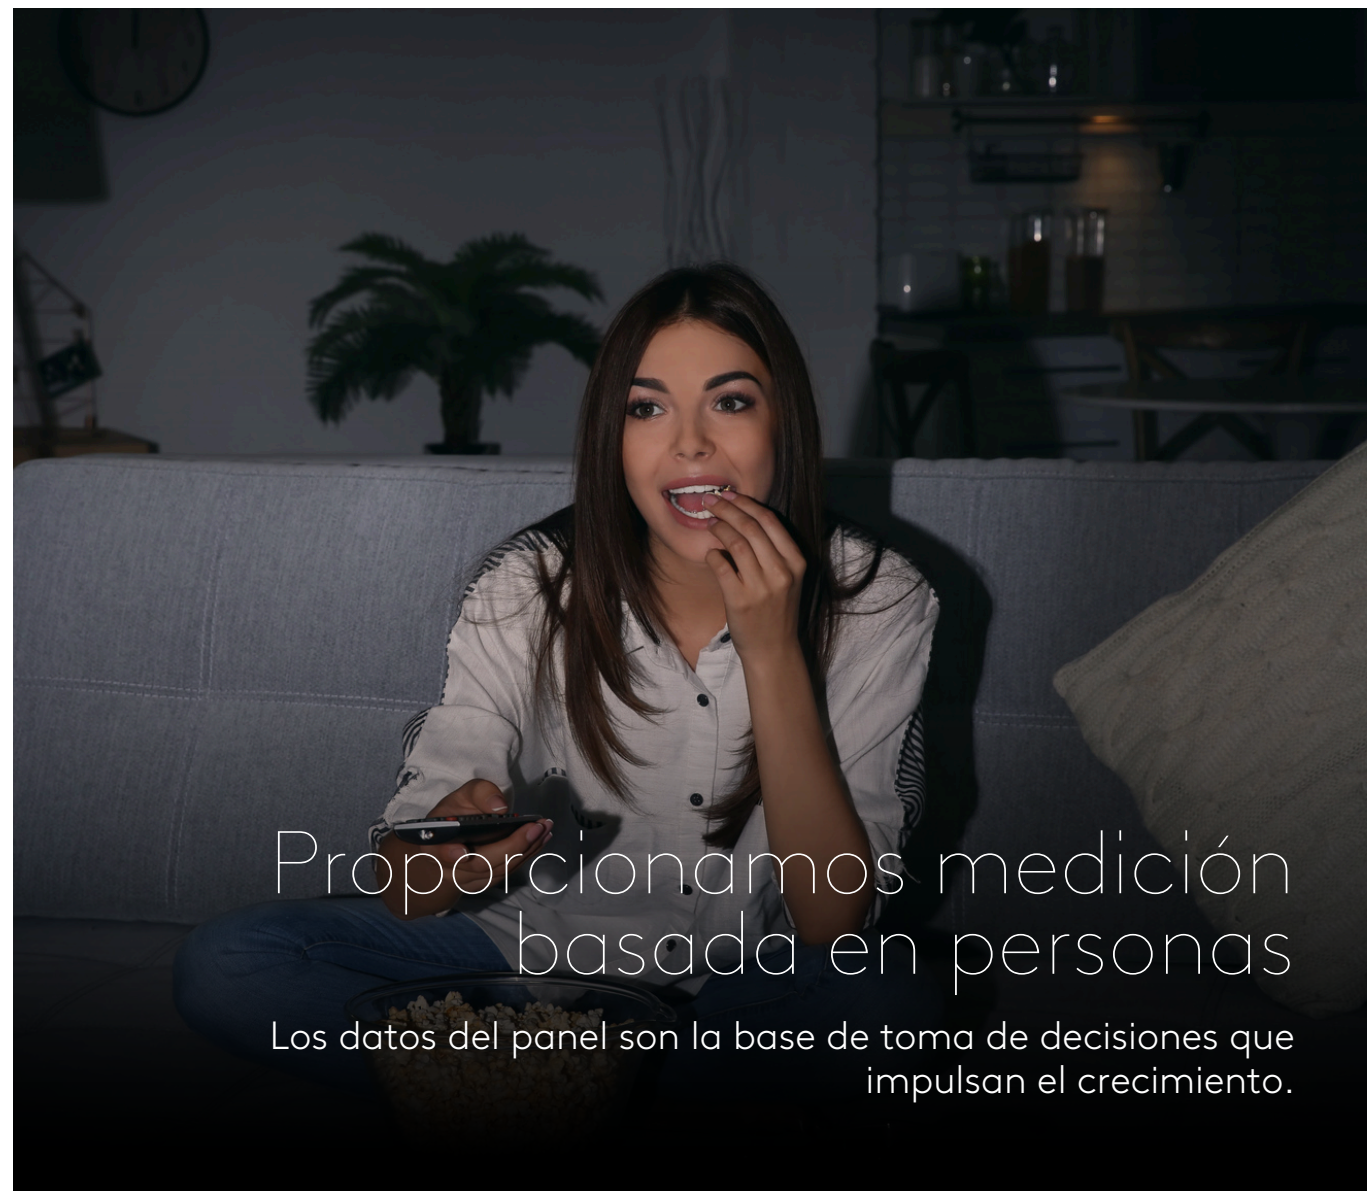 Proporcionamos medición
basada en personas
Los datos del panel son la base de toma de decisiones que
impulsan el crecimiento.